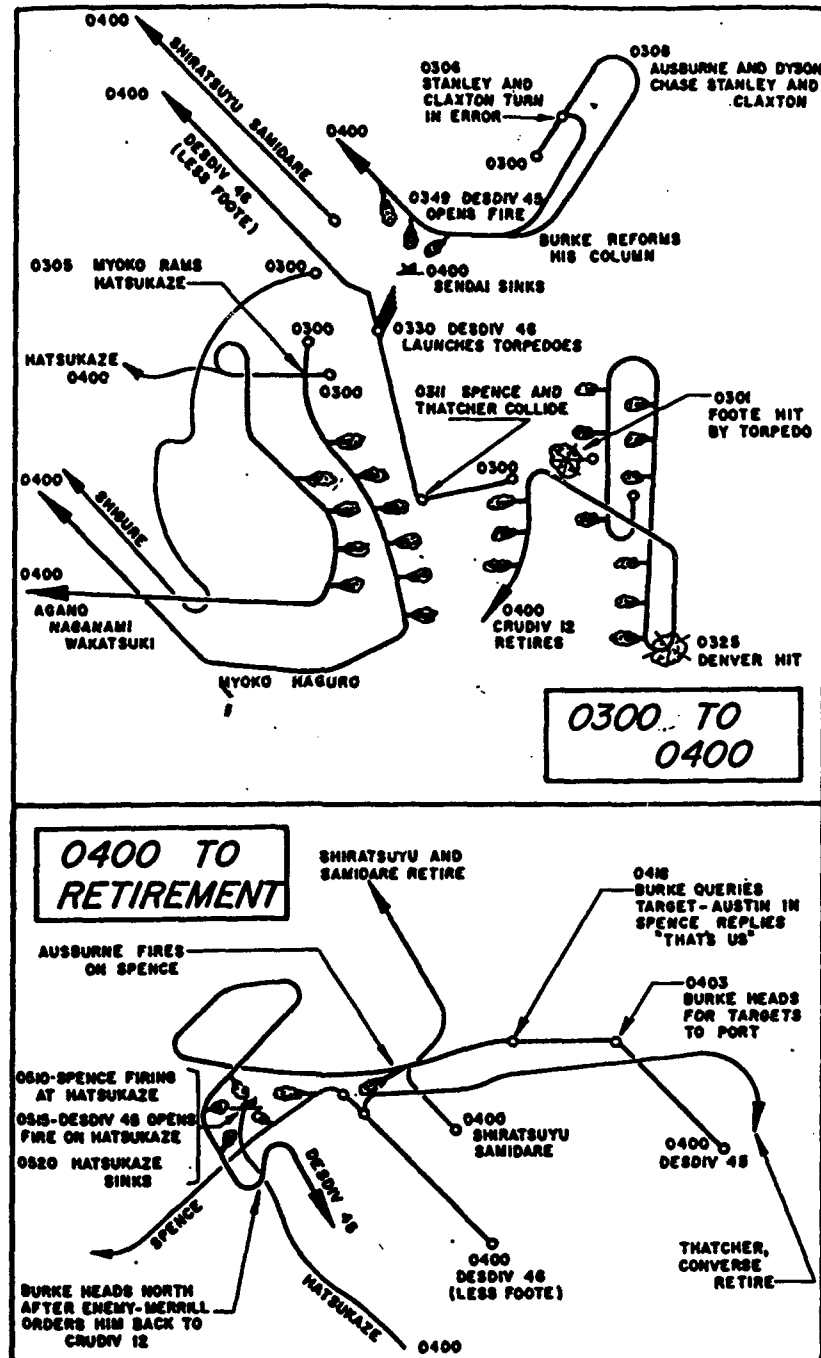 0400
SHIRATSUYU SAMIDARE
0400
DESDIV 46
(LESS FOOTE)
0306
STANLEY AND
CLAXTON TURN
IN ERROR
0300
0308
AUSBURNE AND DYSON
CHASE STANLEY AND
CLAXTON
0400
0349 DESDIV 45
OPENS FIRE
BURKE REFORMS
HIS COLUMN
0305 MYOKO RAMS
HATSUKAZE
0300
0400
SENDAI SINKS
0300
0330 DESDIV 46
LAUNCHES TORPEDOES
HATSUKAZE
0400
0300
0311 SPENCE AND
THATCHER COLLIDE
0301
FOOTE HIT
BY TORPEDO
0300
0400
SHIGURE
0400
AGANO
NAGANAMI
WAKATSUKI
0400
CRUDIV 12
RETIRES
0325
DENVER HIT
MYOKO HAGURO
0300 TO
0400
0400 TO
RETIREMENT
SHIRATSUYU AND
SAMIDARE RETIRE
0418
BURKE QUERIES
TARGET-AUSTIN IN
SPENCE REPLIES
"THAT'S US"
AUSBURNE FIRES
ON SPENCE
0403
BURKE HEADS
FOR TARGETS
TO PORT
0510-SPENCE FIRING
AT HATSUKAZE
0515-DESDIV 45 OPENS
FIRE ON HATSUKAZE
0520 HATSUKAZE
SINKS
0400
SHIRATSUYU
SAMIDARE
0400
DESDIV 45
SPENCE
DESDIV 45
0400
DESDIV 46
(LESS FOOTE)
THATCHER,
CONVERSE
RETIRE
BURKE HEADS NORTH
AFTER ENEMY-MERRILL
ORDERS HIM BACK TO
CRUDIV 12
HATSUKAZE
0400